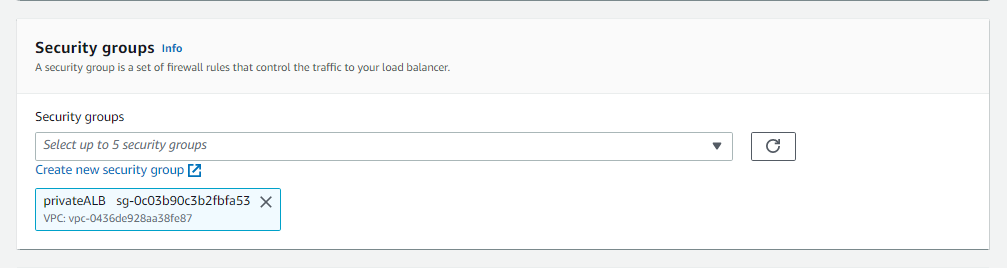 Security groups Info
A security group is a set of firewall rules that control the traffic to your load balancer.
Security groups
Select up to 5 security groups
Create new security group
privateALB sg-0c03b90c3b2fbfa53
VPC: vpc-0436de928aa38fe87